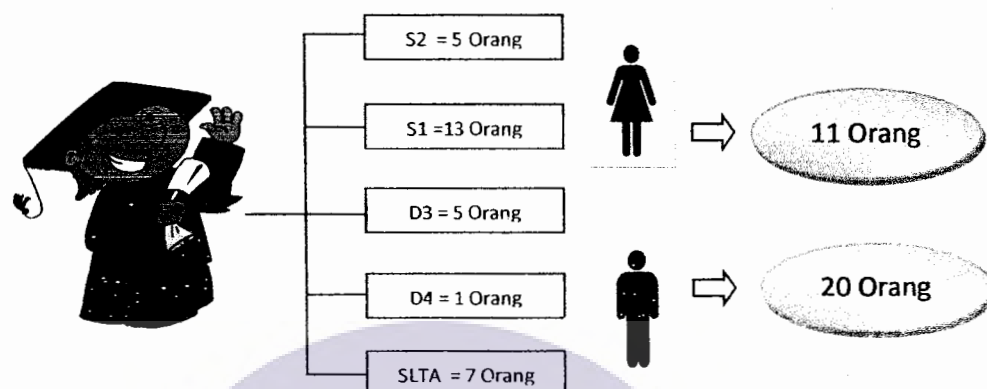 S2 = 5 Orang
S1 =13 Orang
D3 = 5 Orang
D4 = 1 Orang
SLTA = 7 Orang
11 Orang
20 Orang